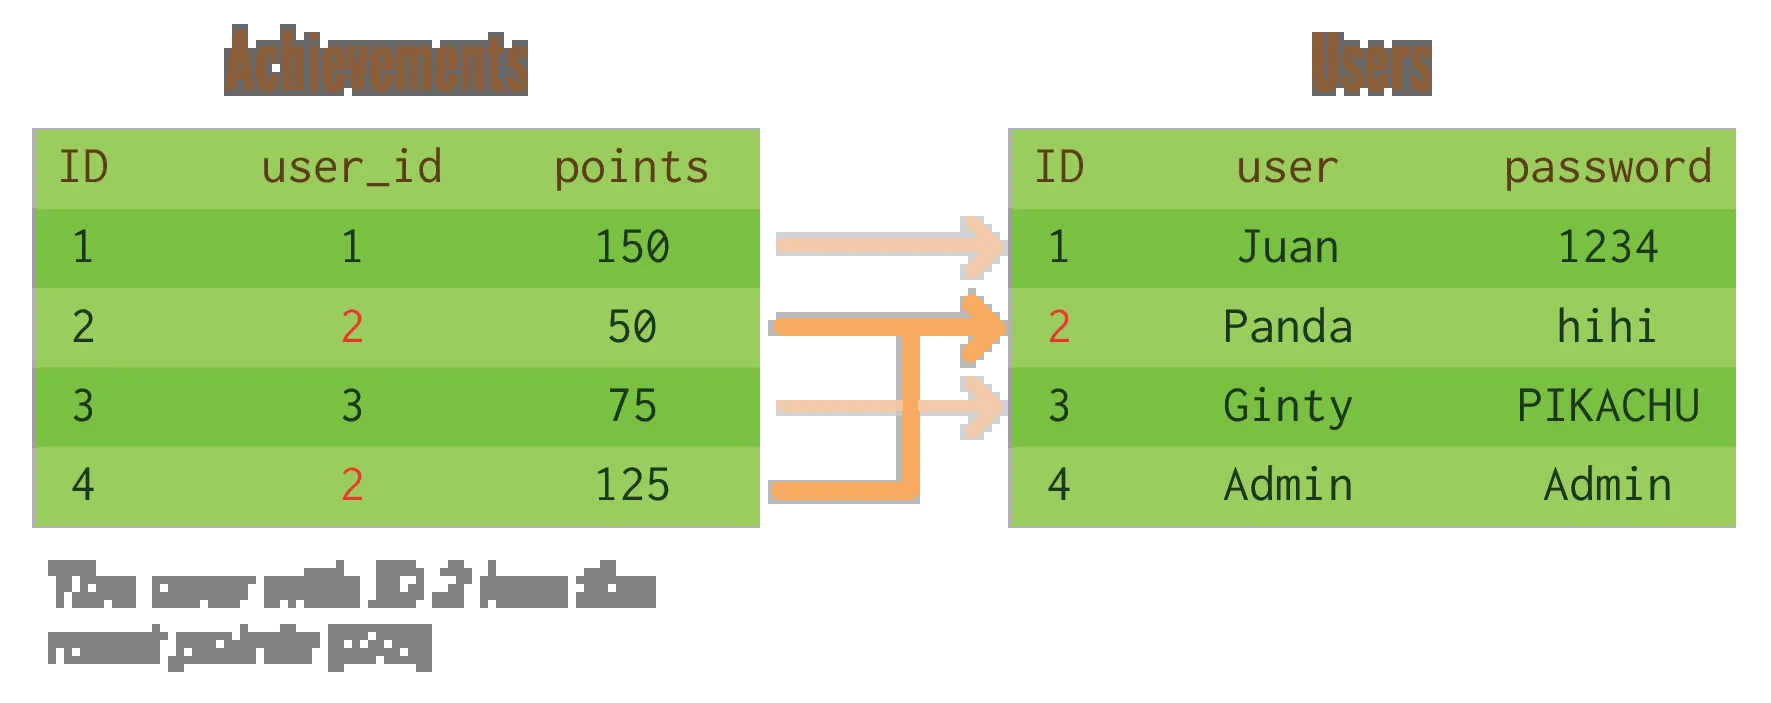 Achievements
Users
ID user_id points
1 1 150
2 2 50
3 3 75
4 2 125
ID user password
1 Juan 1234
2 Panda hihi
3 Ginty PIKACHU
4 Admin Admin
The user with ID 2 has the
most points